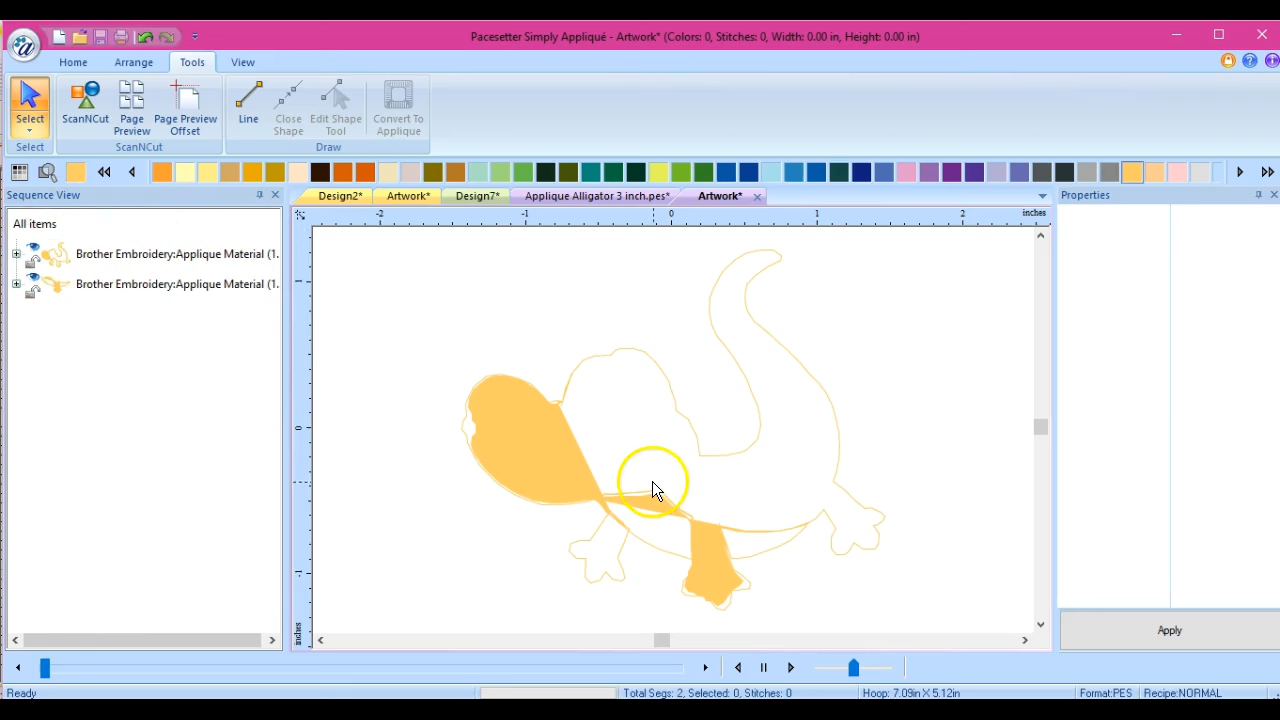 Pacesetter Simply Appliqué - Artwork* (Colors: 0, Stitches: 0, Width: 0.00 in, Height: 0.00 in)
Home Arrange Tools View
Select ScanNCut Page Preview Page Preview Offset Line Close Shape Edit Shape Tool Convert To Applique
Select ScanNCut Draw
Sequence View Design2* Artwork* Design7* Applique Alligator 3 inch.pes* Artwork* Properties
-2 -1 0 1 2 inches
All items
Brother Embroidery:Applique Material (1.
Brother Embroidery:Applique Material (1.
1
0
-1
inches
Apply
Ready Total Segs: 2, Selected: 0, Stitches: 0 Hoop: 7.09in X 5.12in Format:PES Recipe:NORMAL